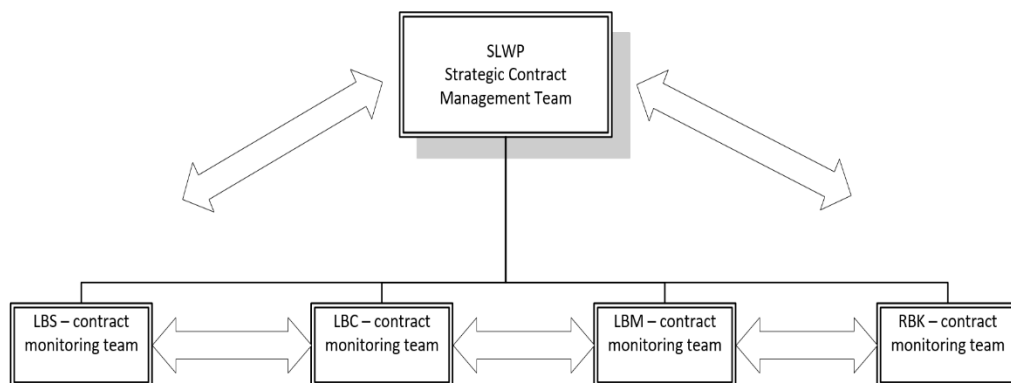 SLWP
Strategic Contract
Management Team
LBS – contract
monitoring team
LBC – contract
monitoring team
LBM – contract
monitoring team
RBK – contract
monitoring team